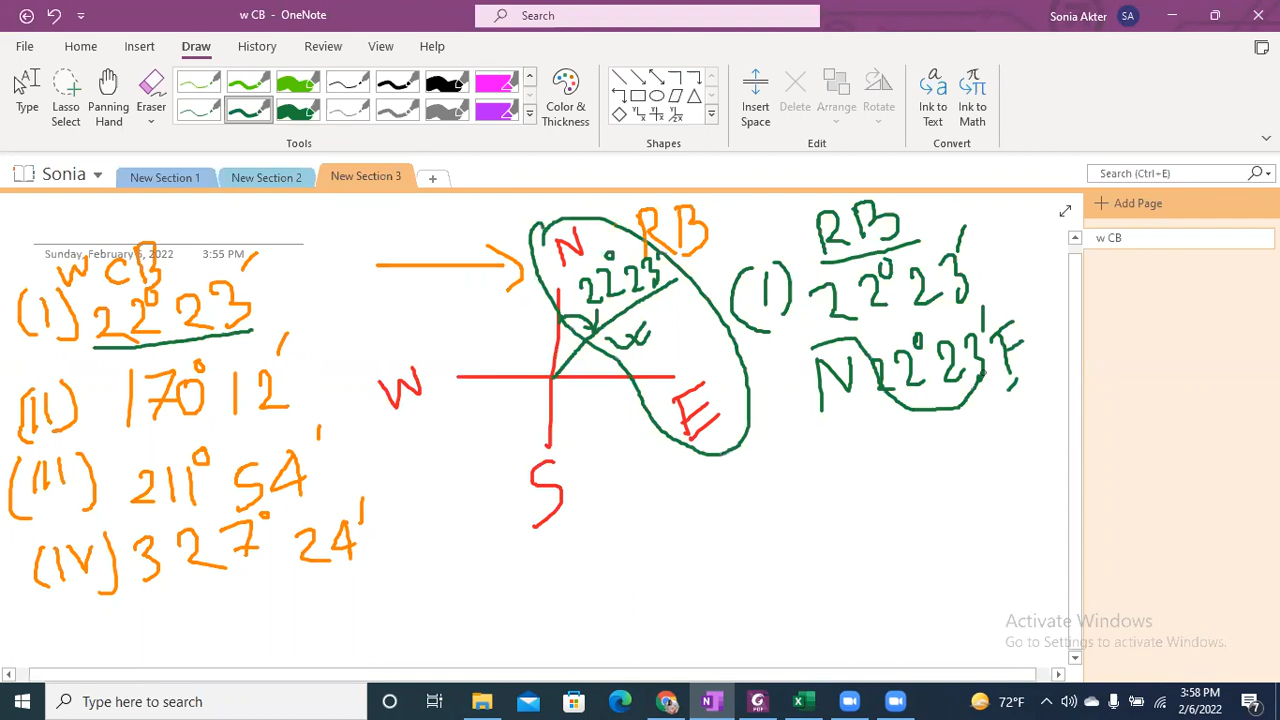 w CB - OneNote
Search
Sonia Akter
SA
File
Home
Insert
Draw
History
Review
View
Help
Type
Lasso Select
Panning Hand
Eraser
Color & Thickness
Insert Space
Delete
Arrange
Rotate
Ink to Text
Ink to Math
Tools
Shapes
Edit
Convert
Sonia
New Section 1
New Section 2
New Section 3
Search (Ctrl+E)
Add Page
w CB
Sunday, February 6, 2022 3:55 PM
W C B
(I) 22° 23'
(II) 170° 12'
(III) 211° 54'
(IV) 327° 24'
RB
N
22° 23'
W
E
S
RB
(I) 22° 23'
N 22° 23' E
Activate Windows
Go to Settings to activate Windows.
Type here to search
72°F
3:58 PM
2/6/2022
7